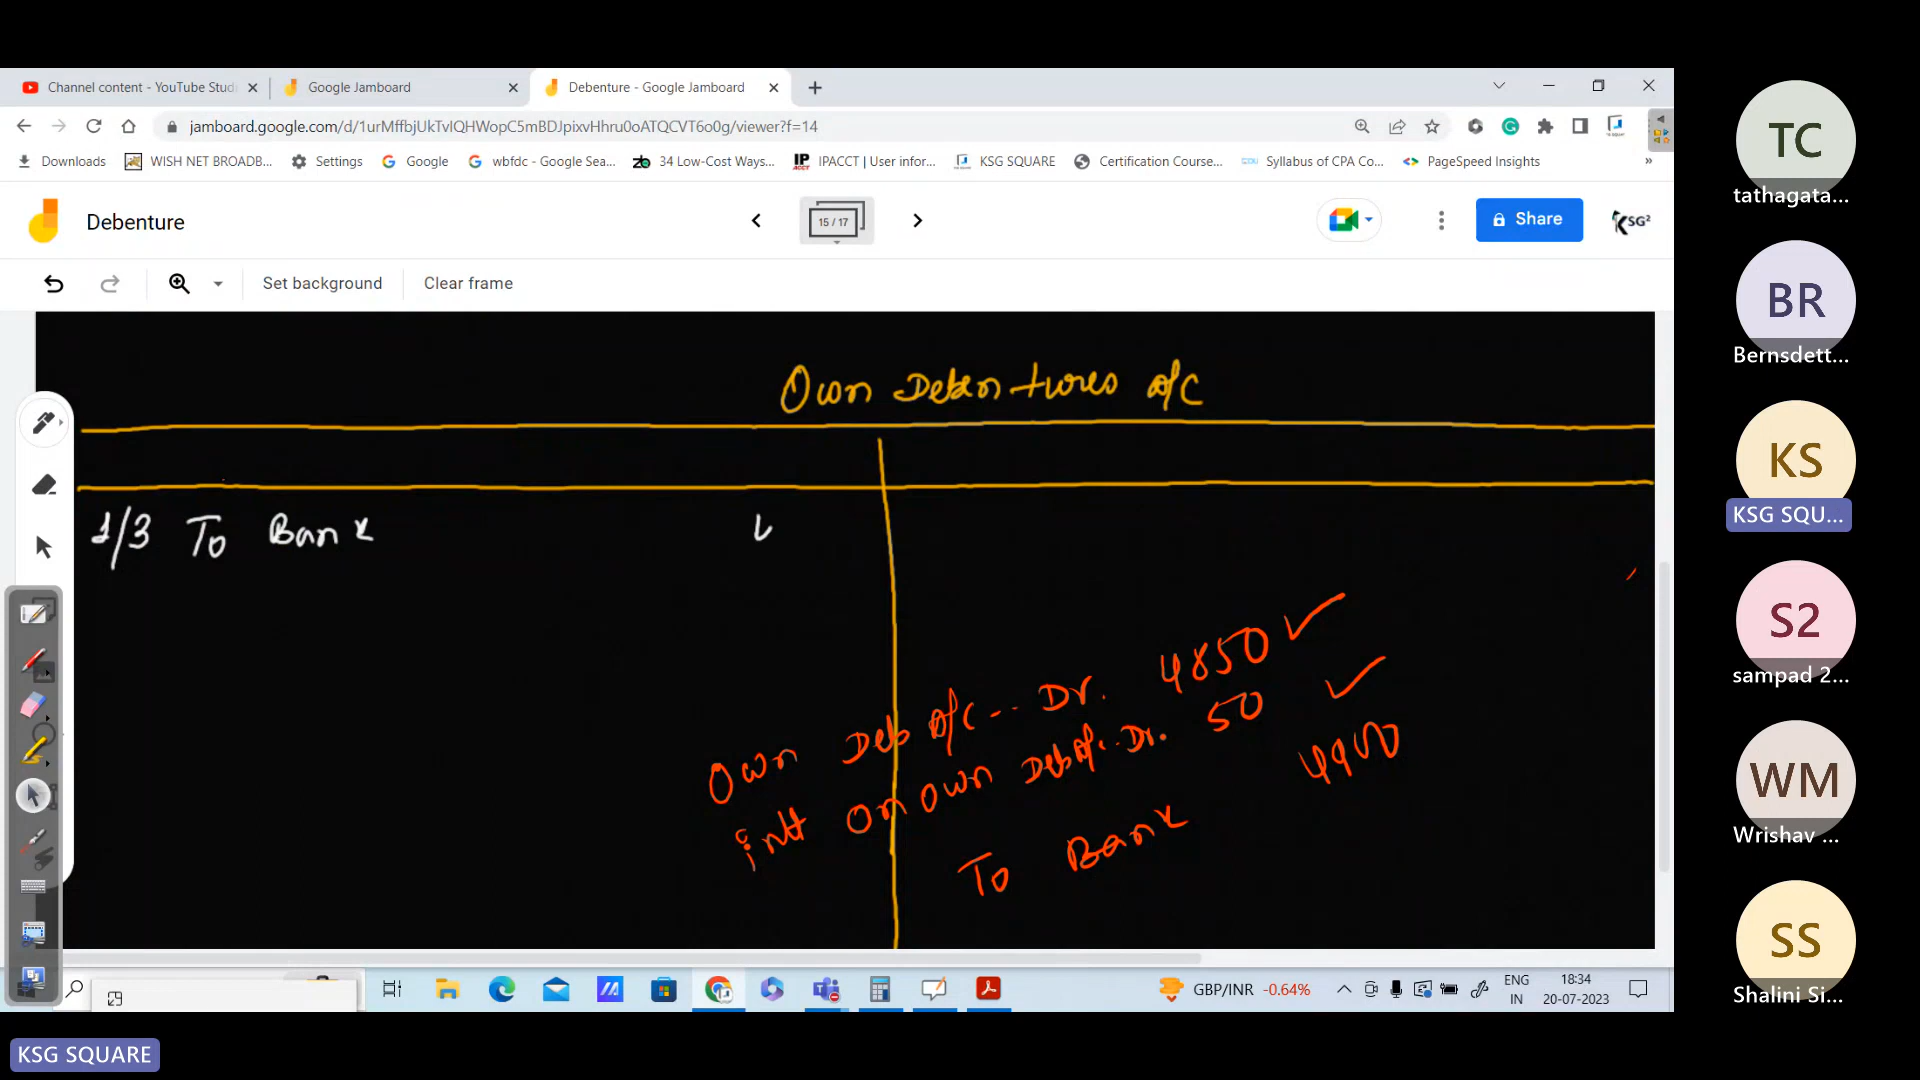 Channel content - YouTube Stud
Google Jamboard
Debenture - Google Jamboard
jamboard.google.com/d/1urMffbjUkTvIQHWopC5mBDJpixvHhru0oATQCVT6o0g/viewer?f=14
Downloads
WISH NET BROADB...
Settings
Google
wbfdc - Google Sea...
34 Low-Cost Ways...
IPACCT | User infor...
KSG SQUARE
Certification Course...
Syllabus of CPA Co...
PageSpeed Insights
Debenture
15 / 17
Share
KSG²
Set background
Clear frame
Own Debentures A/C
1/3 To Bank
Own Deb A/C -- Dr. 4850
int On Own Deb A/c. Dr. 50
To Bank 4900
GBP/INR -0.64%
ENG
IN
18:34
20-07-2023
TC
tathagata...
BR
Bernsdett...
KS
KSG SQU...
S2
sampad 2...
WM
Wrishav ...
SS
Shalini Si...
KSG SQUARE